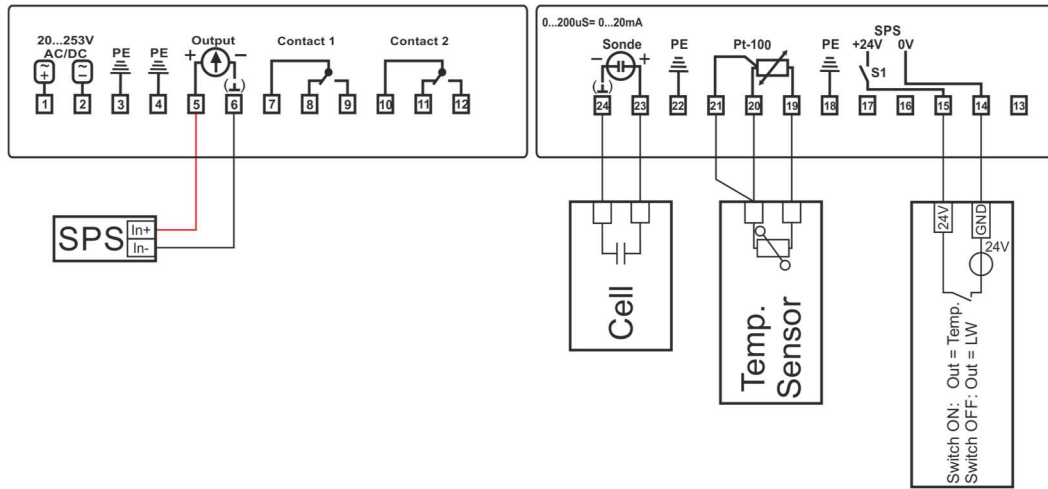 20...253V
AC/DC
PE
PE
Output
Contact 1
Contact 2
+
−
~
+
~
−
(⊥)
1
2
3
4
5
6
7
8
9
10
11
12
SPS
In+
In-
0...200uS= 0...20mA
Sonde
PE
Pt-100
PE
SPS
+24V
0V
−
+
S1
(⊥)
24
23
22
21
20
19
18
17
16
15
14
13
Cell
Temp.
Sensor
24V
GND
24V
Switch ON: Out = Temp.
Switch OFF: Out = LW